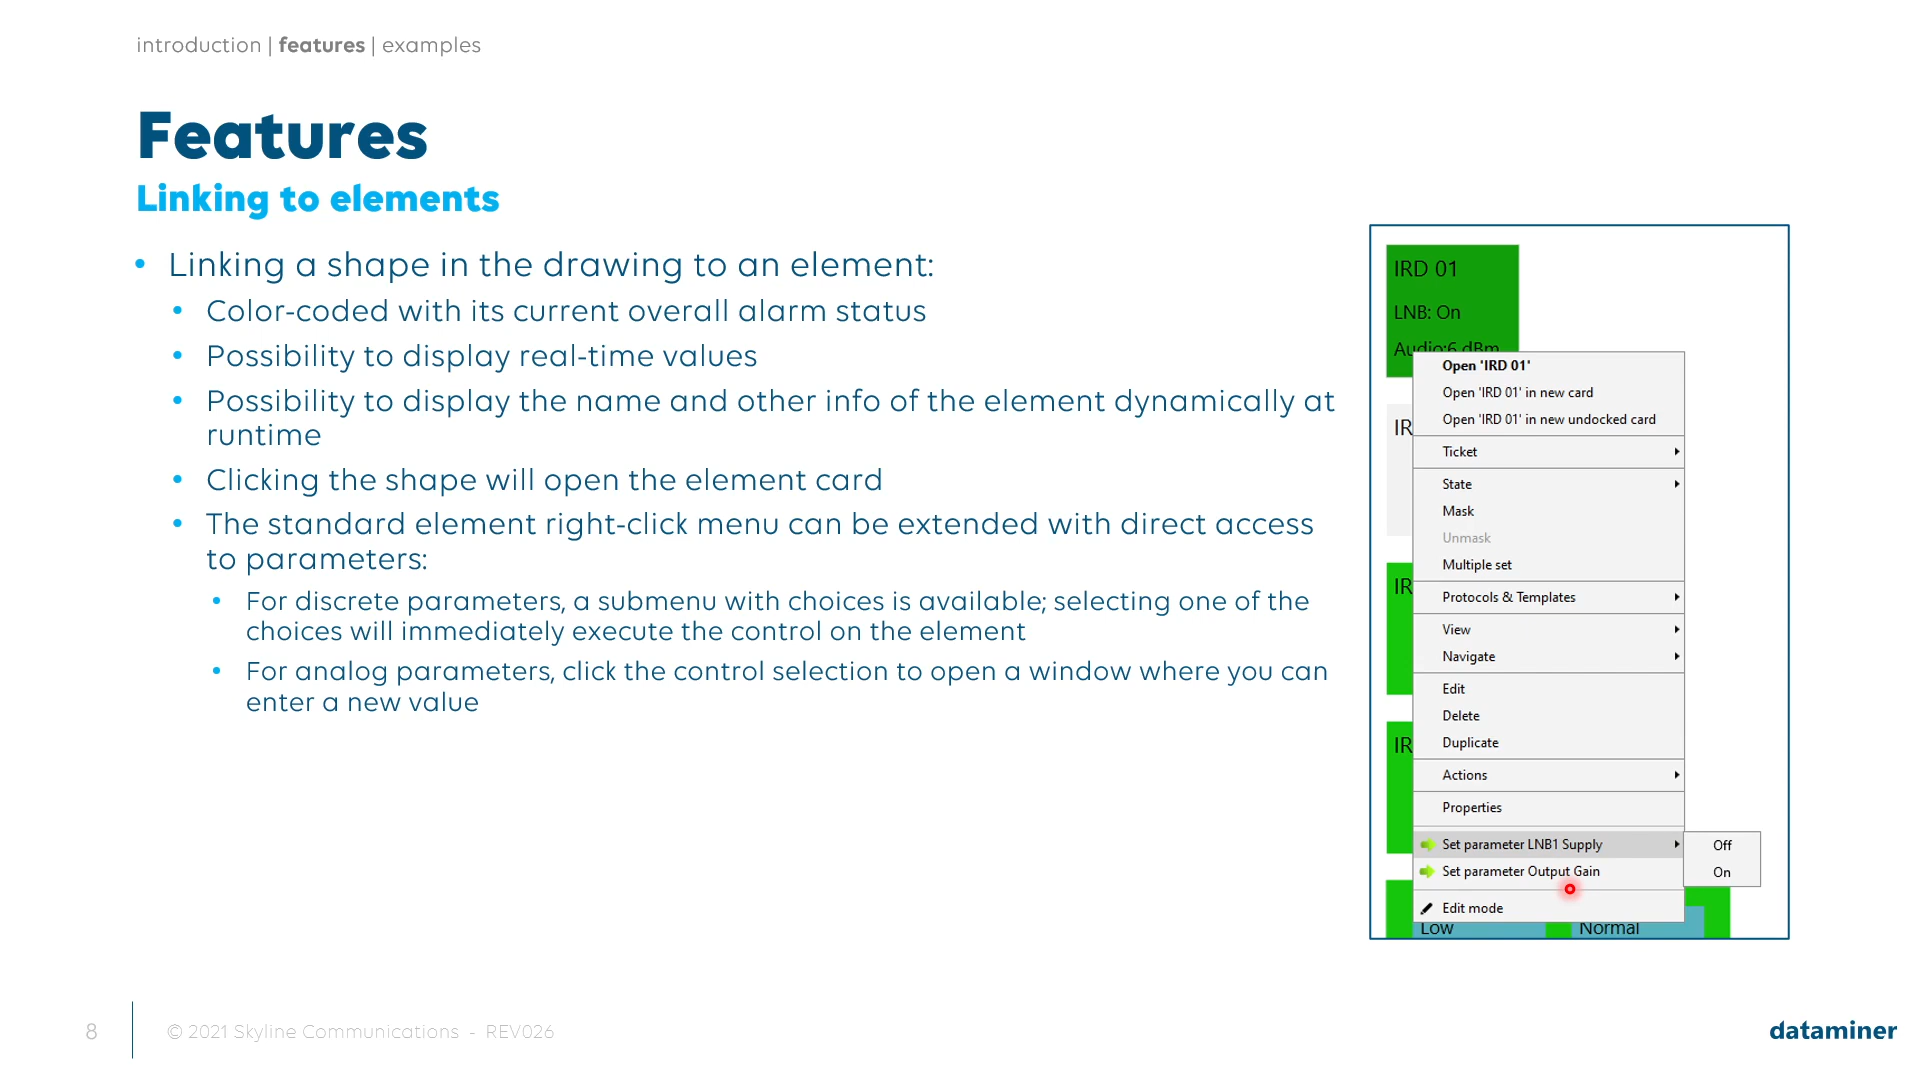 introduction | features | examples
Features
Linking to elements
• Linking a shape in the drawing to an element:
• Color-coded with its current overall alarm status
• Possibility to display real-time values
• Possibility to display the name and other info of the element dynamically at
runtime
• Clicking the shape will open the element card
• The standard element right-click menu can be extended with direct access
to parameters:
• For discrete parameters, a submenu with choices is available; selecting one of the
choices will immediately execute the control on the element
• For analog parameters, click the control selection to open a window where you can
enter a new value
IRD 01
LNB: On
Audio:6 dBm
Open 'IRD 01'
Open 'IRD 01' in new card
Open 'IRD 01' in new undocked card
IR
Ticket
State
Mask
Unmask
Multiple set
IR
Protocols & Templates
View
Navigate
Edit
Delete
Duplicate
IR
Actions
Properties
Set parameter LNB1 Supply
Off
Set parameter Output Gain
On
Edit mode
Low
Normal
8
© 2021 Skyline Communications - REV026
dataminer